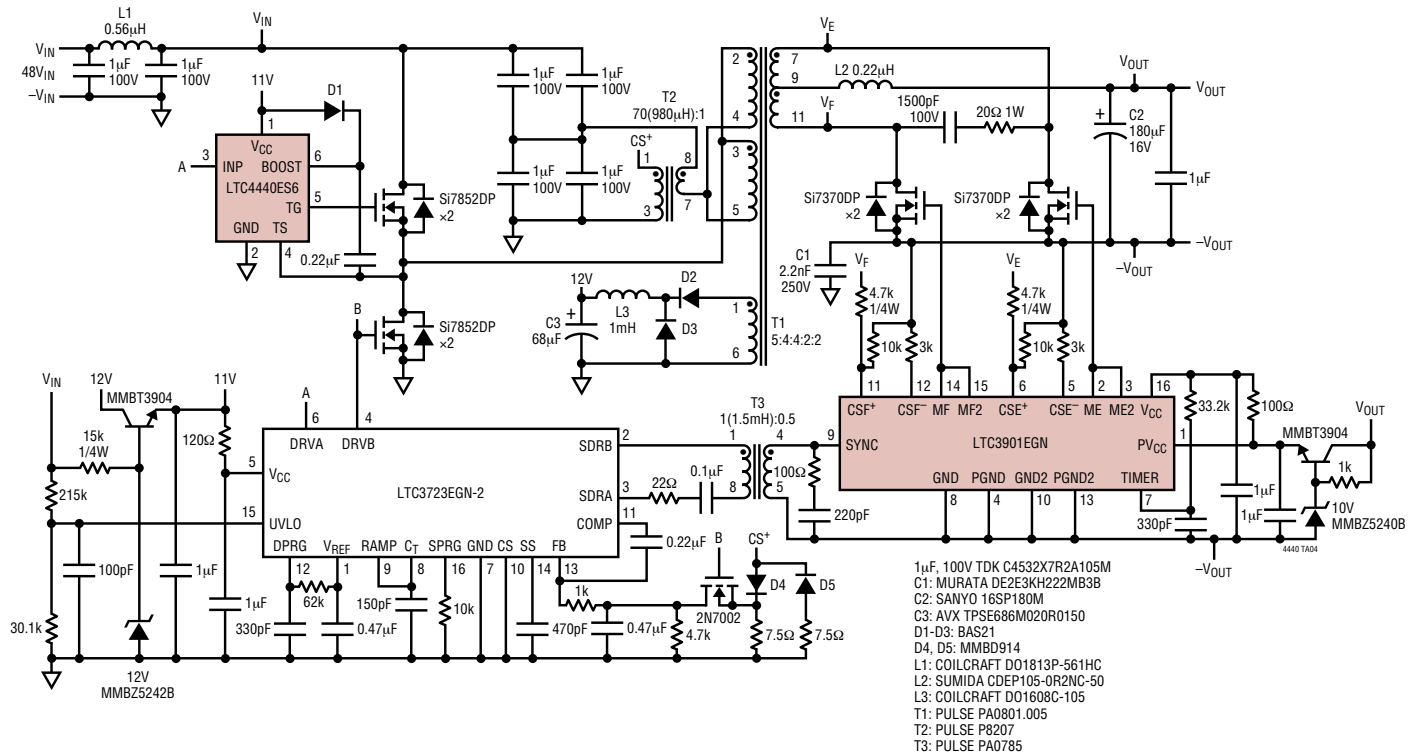 L1
0.56µH
VIN
VIN
48VIN
–VIN
1µF
100V
1µF
100V
11V
D1
1
VCC
A
3
INP
BOOST
6
LTC4440ES6
TG
5
GND
TS
2
4
0.22µF
Si7852DP
×2
B
Si7852DP
×2
1µF
100V
1µF
100V
1µF
100V
1µF
100V
T2
70(980µH):1
CS+
1
8
3
7
2
4
3
5
12V
C3
68µF
+
L3
1mH
D2
D3
1
6
T1
5:4:4:2:2
7
9
11
VE
VF
L2 0.22µH
1500pF
100V
20Ω 1W
VOUT
VOUT
+
C2
180µF
16V
1µF
Si7370DP
×2
Si7370DP
×2
–VOUT
–VOUT
C1
2.2nF
250V
VF
4.7k
1/4W
10k
3k
VE
4.7k
1/4W
10k
3k
11
12
14
15
6
5
2
3
16
CSF+
CSF–
MF
MF2
CSE+
CSE–
ME
ME2
VCC
9
SYNC
LTC3901EGN
PVCC
1
GND
PGND
GND2
PGND2
TIMER
8
4
10
13
7
33.2k
100Ω
VOUT
MMBT3904
1k
10V
MMBZ5240B
1µF
1µF
330pF
–VOUT
4440 TA04
T3
1(1.5mH):0.5
1
4
8
5
100Ω
220pF
0.1µF
22Ω
VIN
12V
MMBT3904
11V
15k
1/4W
120Ω
215k
30.1k
100pF
12V
MMBZ5242B
1µF
1µF
A
6
4
DRVA
DRVB
5
VCC
LTC3723EGN-2
15
UVLO
SDRB
2
SDRA
3
COMP
11
DPRG
VREF
RAMP
CT
SPRG
GND
CS
SS
FB
12
1
9
8
16
7
10
14
13
62k
330pF
0.47µF
150pF
10k
470pF
0.22µF
1k
0.47µF
4.7k
B
2N7002
CS+
D4
D5
7.5Ω
7.5Ω
1µF, 100V TDK C4532X7R2A105M
C1: MURATA DE2E3KH222MB3B
C2: SANYO 16SP180M
C3: AVX TPSE686M020R0150
D1-D3: BAS21
D4, D5: MMBD914
L1: COILCRAFT DO1813P-561HC
L2: SUMIDA CDEP105-0R2NC-50
L3: COILCRAFT DO1608C-105
T1: PULSE PA0801.005
T2: PULSE P8207
T3: PULSE PA0785